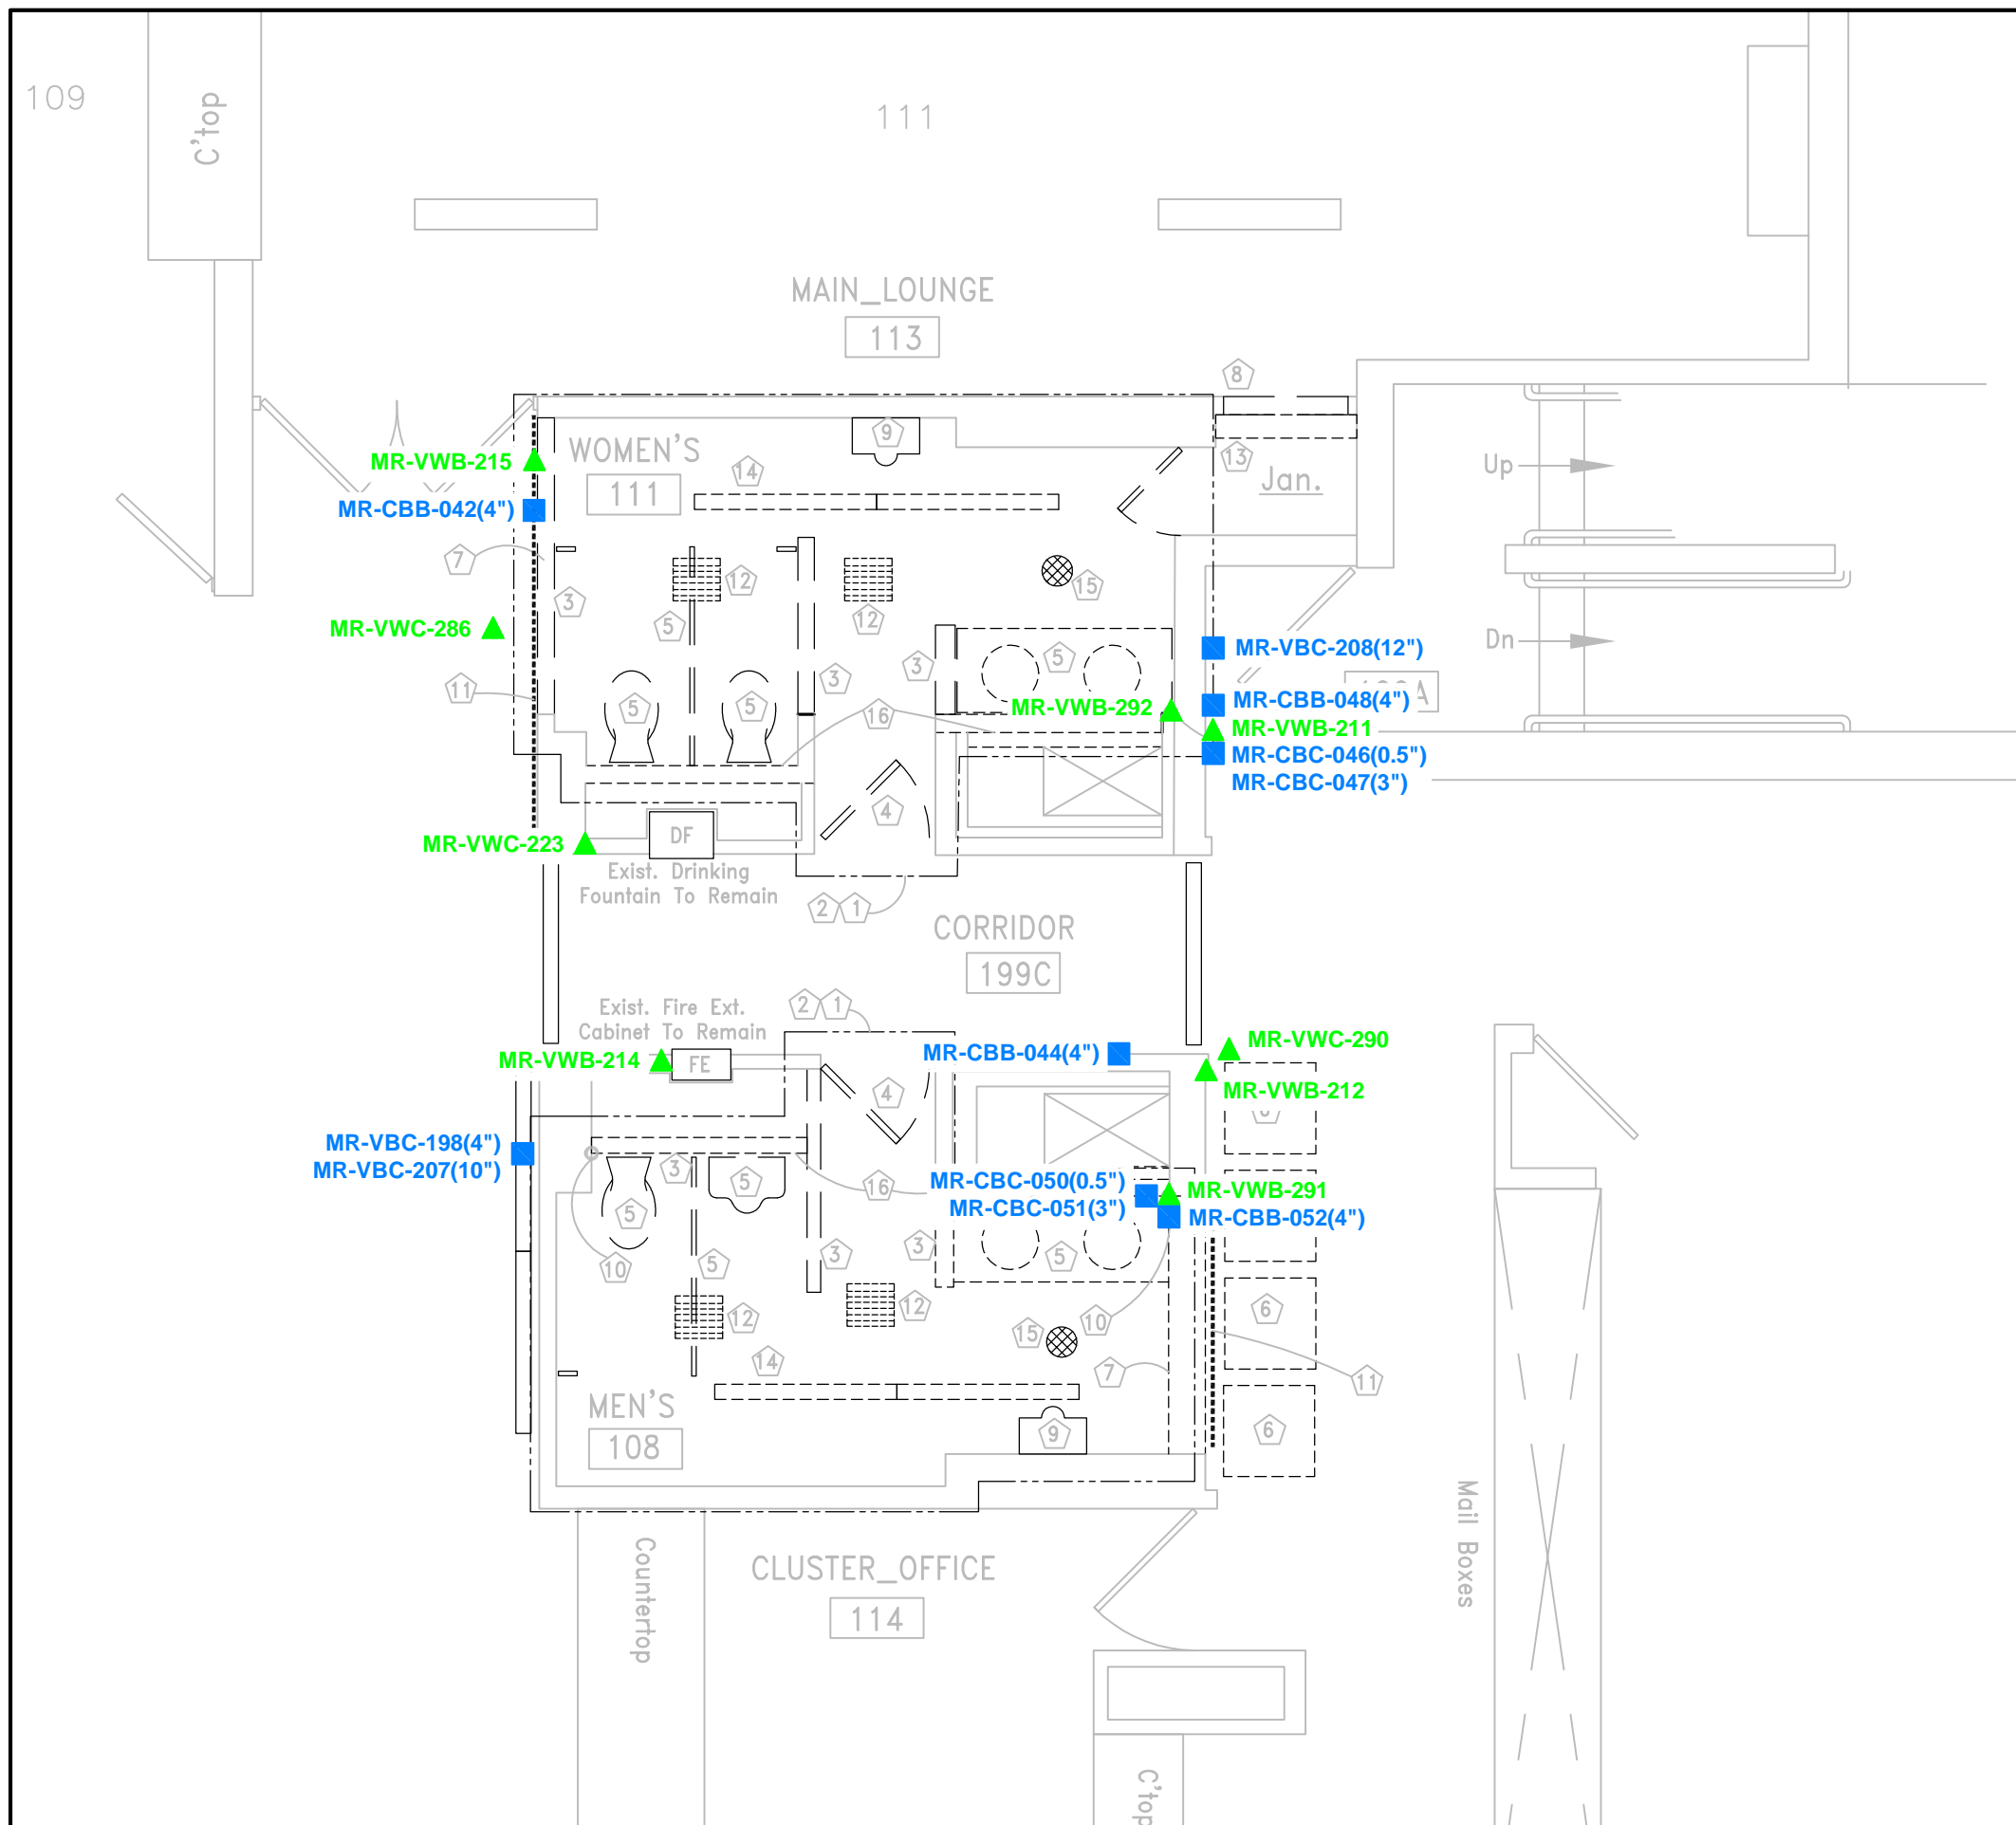 109
C'top
111
MAIN_LOUNGE
113
8
9
WOMEN'S
111
14
13
Jan.
Up
MR-VWB-215
MR-CBB-042(4")
7
3
12
12
15
5
MR-VWC-286
3
3
5
Dn
MR-VBC-208(12")
11
5
5
16
MR-VWB-292
MR-CBB-048(4")
MR-VWB-211
MR-CBC-046(0.5")
MR-CBC-047(3")
4
MR-VWC-223
DF
Exist. Drinking
Fountain To Remain
2
1
CORRIDOR
199C
Exist. Fire Ext.
Cabinet To Remain
2
1
MR-VWB-214
FE
MR-CBB-044(4")
MR-VWC-290
MR-VWB-212
4
MR-VBC-198(4")
MR-VBC-207(10")
3
5
16
MR-CBC-050(0.5")
MR-CBC-051(3")
MR-VWB-291
MR-CBB-052(4")
5
10
5
3
3
5
12
12
15
10
6
14
7
11
MEN'S
108
9
6
Mail Boxes
Countertop
CLUSTER_OFFICE
114
C'top